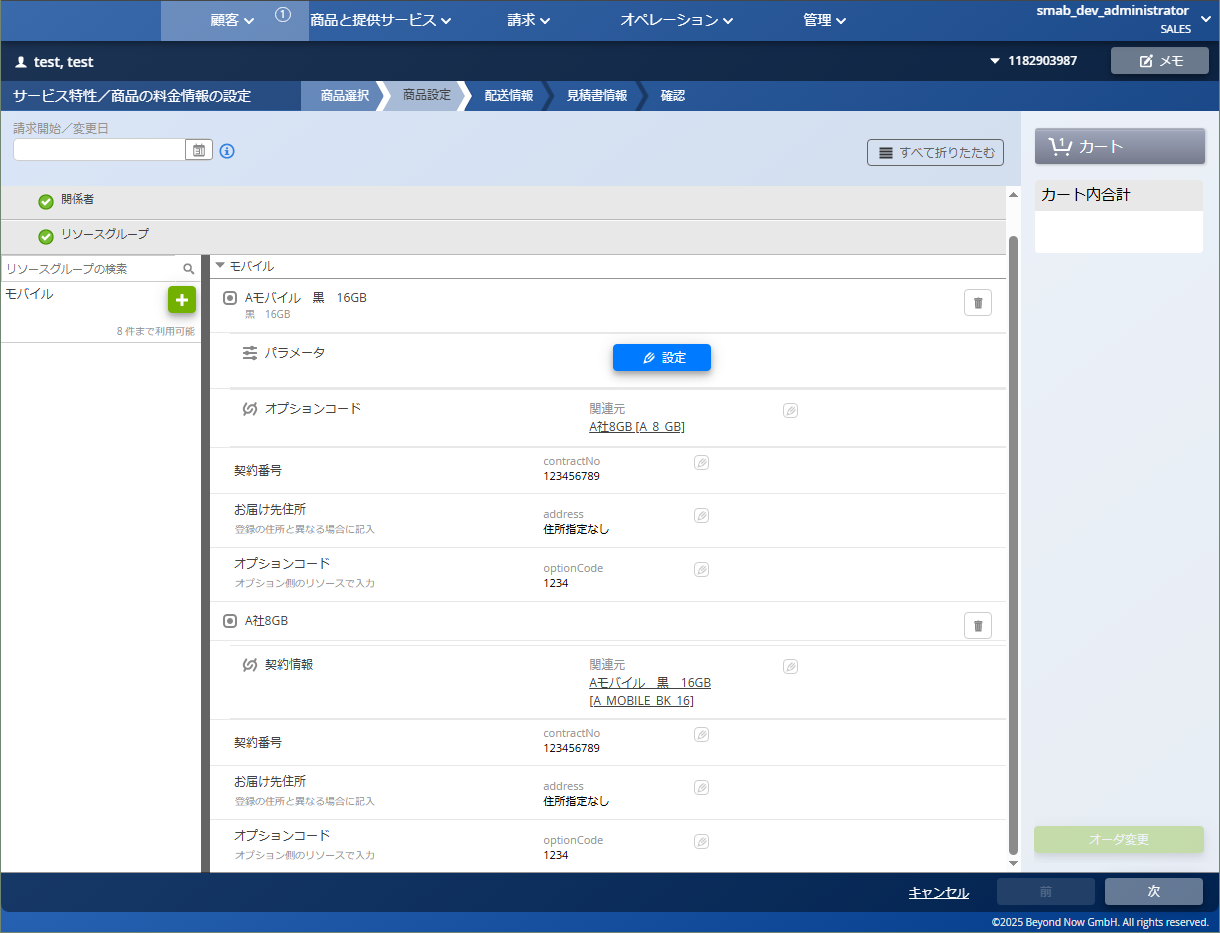 顧客
1
商品と提供サービス
請求
オペレーション
管理
smab_dev_administrator
SALES
test, test
1182903987
メモ
サービス特性／商品の料金情報の設定
商品選択
商品設定
配送情報
見積書情報
確認
請求開始／変更日
すべて折りたたむ
1
カート
カート内合計
関係者
リソースグループ
リソースグループの検索
モバイル
8 件まで利用可能
モバイル
Aモバイル　黒　16GB
黒　16GB
パラメータ
設定
オプションコード
関連元
A社8GB [A_8_GB]
契約番号
contractNo
123456789
お届け先住所
登録の住所と異なる場合に記入
address
住所指定なし
オプションコード
オプション側のリソースで入力
optionCode
1234
A社8GB
契約情報
関連元
Aモバイル　黒　16GB
[A_MOBILE_BK_16]
契約番号
contractNo
123456789
お届け先住所
登録の住所と異なる場合に記入
address
住所指定なし
オプションコード
オプション側のリソースで入力
optionCode
1234
オーダ変更
キャンセル
前
次
©2025 Beyond Now GmbH. All rights reserved.